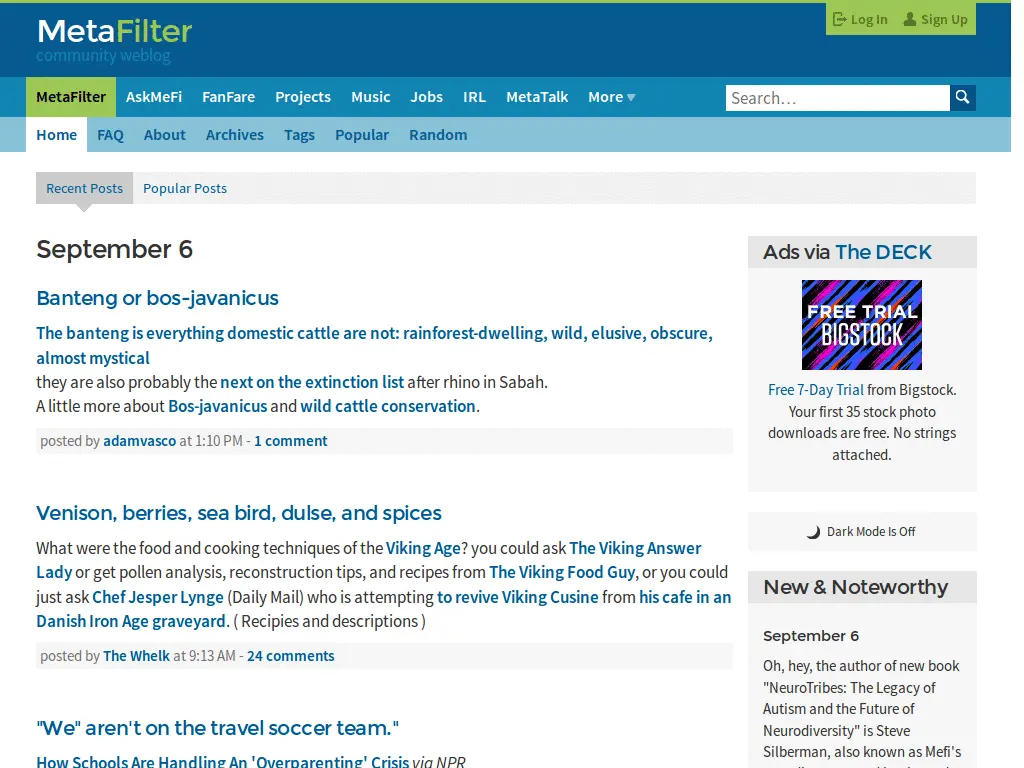 MetaFilter
community weblog
Log In Sign Up
MetaFilter AskMeFi FanFare Projects Music Jobs IRL MetaTalk More Search…
Home FAQ About Archives Tags Popular Random
Recent Posts Popular Posts
September 6
Banteng or bos-javanicus
The banteng is everything domestic cattle are not: rainforest-dwelling, wild, elusive, obscure,
almost mystical
they are also probably the next on the extinction list after rhino in Sabah.
A little more about Bos-javanicus and wild cattle conservation.
posted by adamvasco at 1:10 PM - 1 comment
Venison, berries, sea bird, dulse, and spices
What were the food and cooking techniques of the Viking Age? you could ask The Viking Answer
Lady or get pollen analysis, reconstruction tips, and recipes from The Viking Food Guy, or you could
just ask Chef Jesper Lynge (Daily Mail) who is attempting to revive Viking Cusine from his cafe in an
Danish Iron Age graveyard. ( Recipies and descriptions )
posted by The Whelk at 9:13 AM - 24 comments
"We" aren't on the travel soccer team."
How Schools Are Handling An 'Overparenting' Crisis via NPR
Ads via The DECK
FREE TRIAL
BIGSTOCK
Free 7-Day Trial from Bigstock.
Your first 35 stock photo
downloads are free. No strings
attached.
Dark Mode Is Off
New & Noteworthy
September 6
Oh, hey, the author of new book
"NeuroTribes: The Legacy of
Autism and the Future of
Neurodiversity" is Steve
Silberman, also known as Mefi's